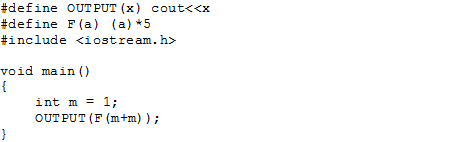 #define OUTPUT(x) cout<<x
#define F(a) (a)*5
#include <iostream.h>
void main()
{
int m = 1;
OUTPUT(F(m+m));
}